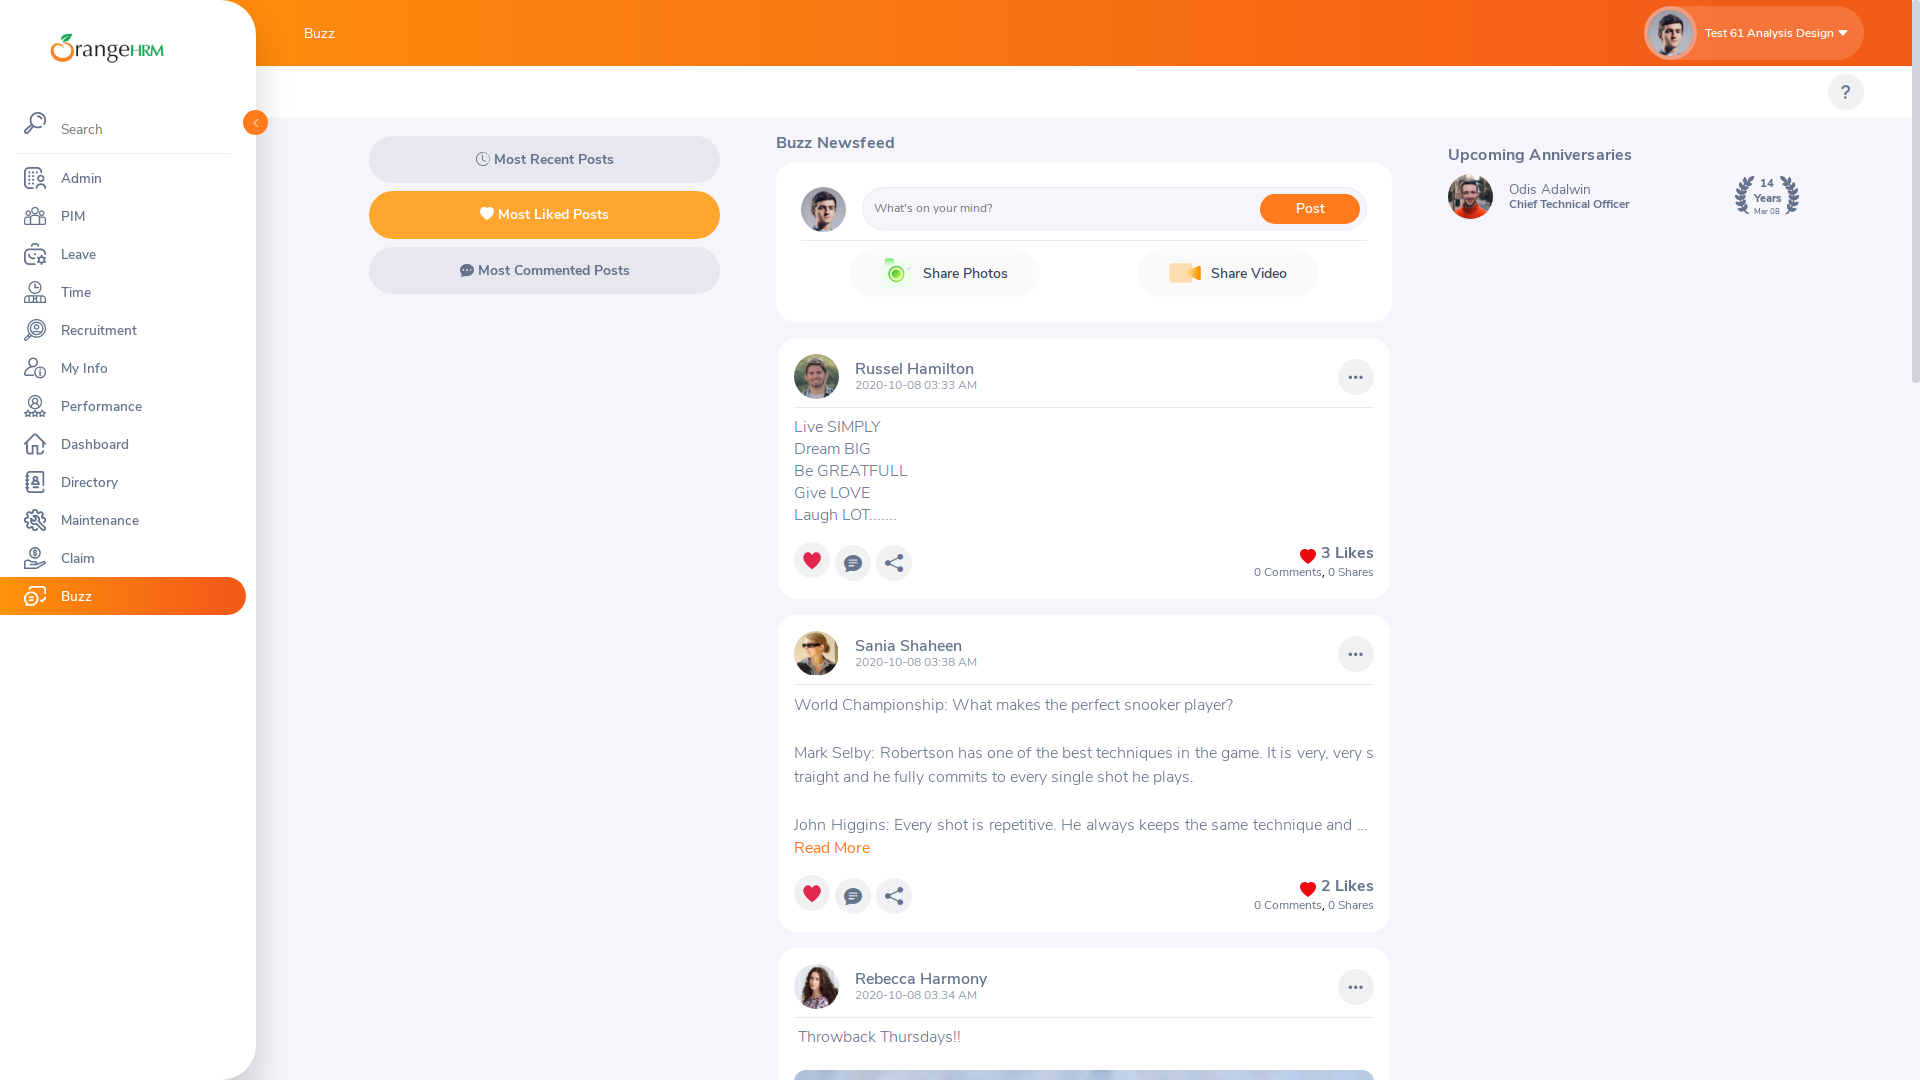 OrangeHRM
Buzz
Test 61 Analysis Design
?
Search
Admin
PIM
Leave
Time
Recruitment
My Info
Performance
Dashboard
Directory
Maintenance
Claim
Buzz
Most Recent Posts
Most Liked Posts
Most Commented Posts
Buzz Newsfeed
What's on your mind?
Post
Share Photos
Share Video
Russel Hamilton
2020-10-08 03:33 AM
Live SIMPLY
Dream BIG
Be GREATFULL
Give LOVE
Laugh LOT.......
3 Likes
0 Comments, 0 Shares
Sania Shaheen
2020-10-08 03:38 AM
World Championship: What makes the perfect snooker player?
Mark Selby: Robertson has one of the best techniques in the game. It is very, very s
traight and he fully commits to every single shot he plays.
John Higgins: Every shot is repetitive. He always keeps the same technique and ...
Read More
2 Likes
0 Comments, 0 Shares
Rebecca Harmony
2020-10-08 03:34 AM
Throwback Thursdays!!
Upcoming Anniversaries
Odis Adalwin
Chief Technical Officer
14
Years
Mar 08